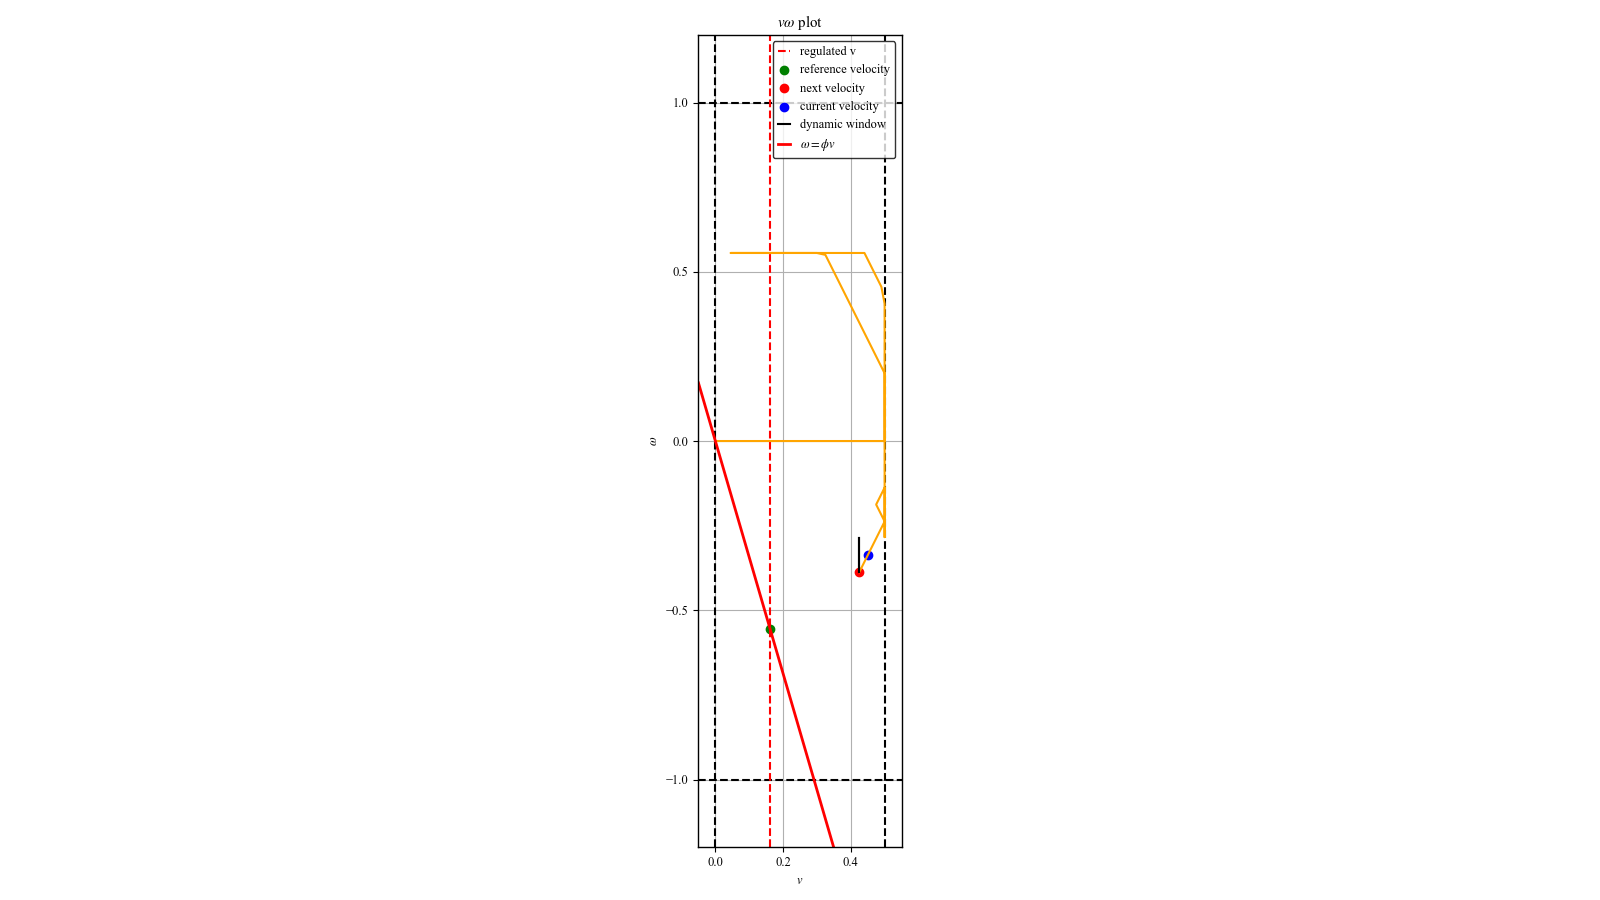 vω plot
regulated v
reference velocity
next velocity
current velocity
dynamic window
ω = ϕv
1.0
0.5
0.0
−0.5
−1.0
ω
0.0 0.2 0.4
v